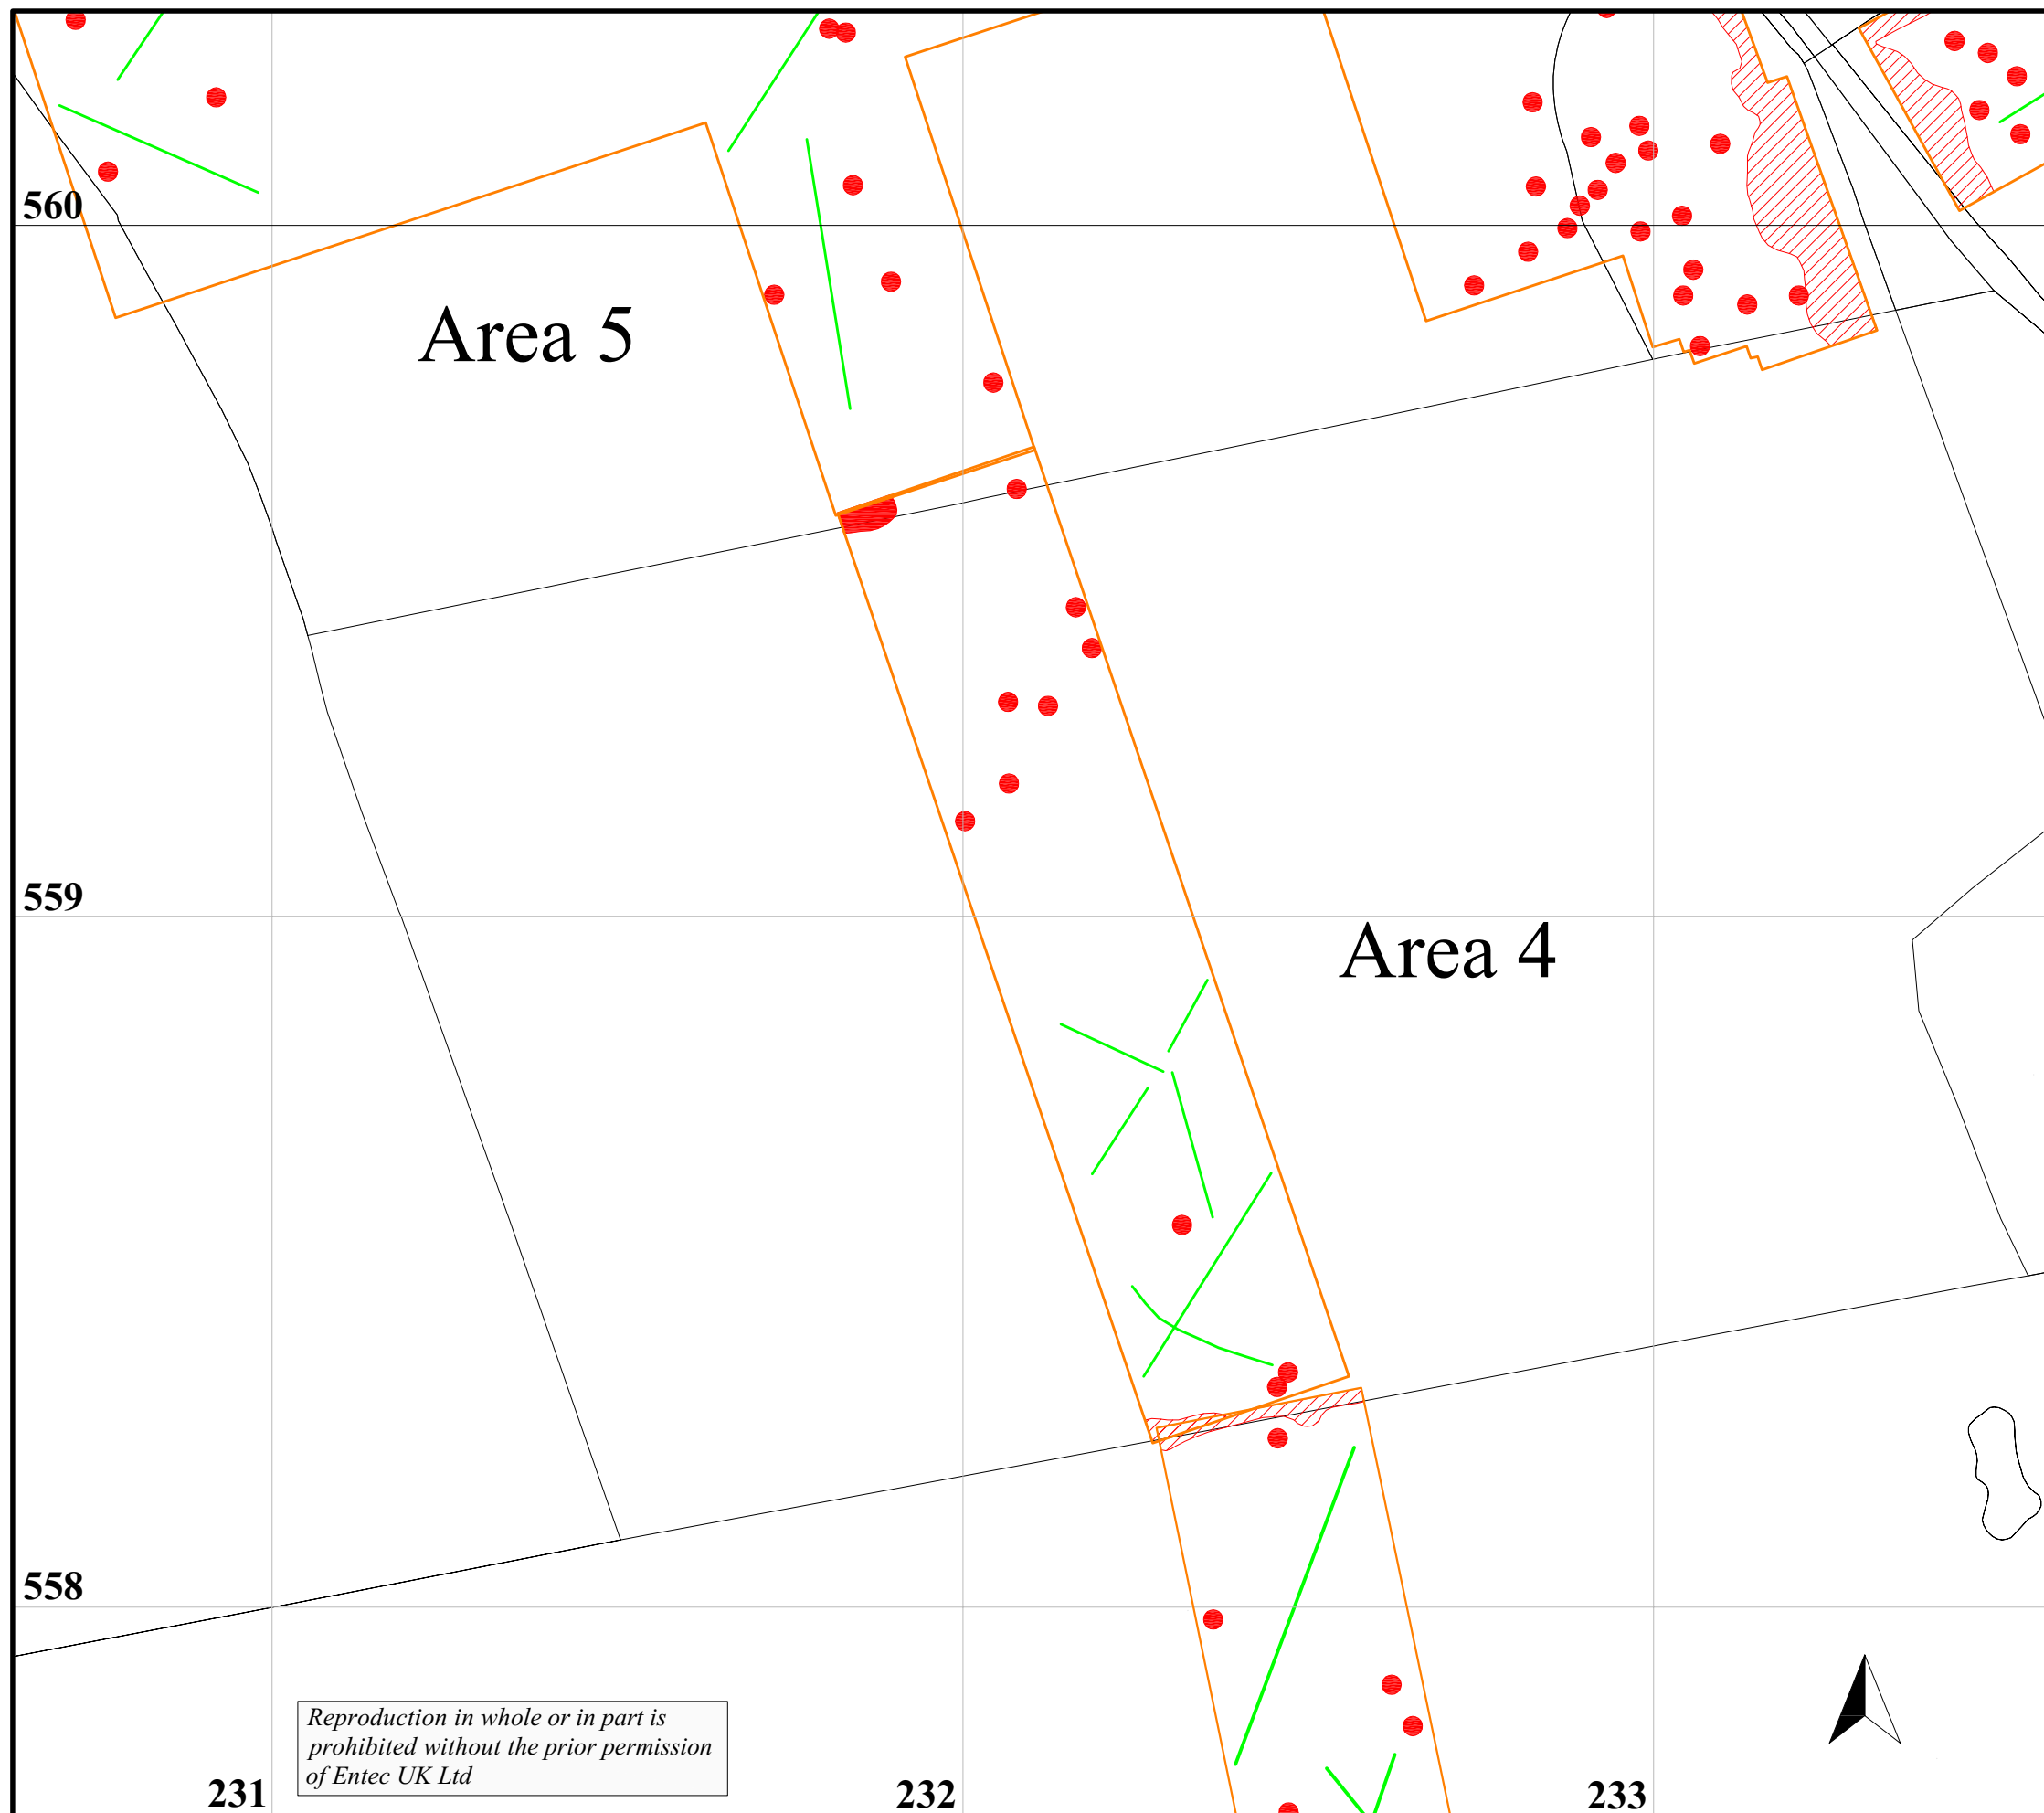 560
Area 5
559
Area 4
558
Reproduction in whole or in part is
prohibited without the prior permission
of Entec UK Ltd
231
232
233